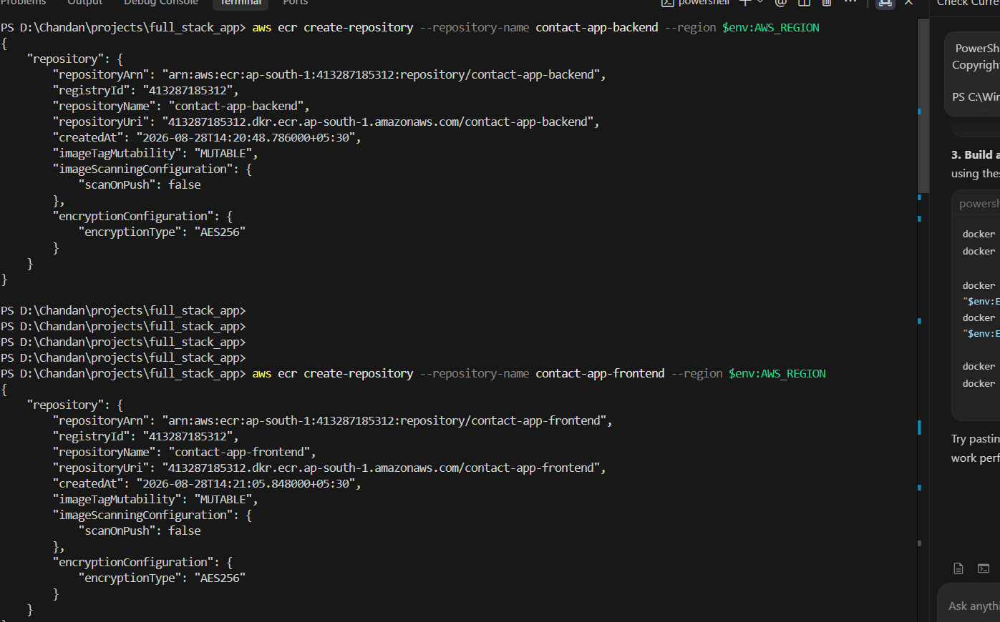 Problems Output Debug Console Terminal Ports powershell
PS D:\Chandan\projects\full_stack_app> aws ecr create-repository --repository-name contact-app-backend --region $env:AWS_REGION
{
    "repository": {
        "repositoryArn": "arn:aws:ecr:ap-south-1:413287185312:repository/contact-app-backend",
        "registryId": "413287185312",
        "repositoryName": "contact-app-backend",
        "repositoryUri": "413287185312.dkr.ecr.ap-south-1.amazonaws.com/contact-app-backend",
        "createdAt": "2026-08-28T14:20:48.786000+05:30",
        "imageTagMutability": "MUTABLE",
        "imageScanningConfiguration": {
            "scanOnPush": false
        },
        "encryptionConfiguration": {
            "encryptionType": "AES256"
        }
    }
}
PS D:\Chandan\projects\full_stack_app>
PS D:\Chandan\projects\full_stack_app>
PS D:\Chandan\projects\full_stack_app>
PS D:\Chandan\projects\full_stack_app>
PS D:\Chandan\projects\full_stack_app> aws ecr create-repository --repository-name contact-app-frontend --region $env:AWS_REGION
{
    "repository": {
        "repositoryArn": "arn:aws:ecr:ap-south-1:413287185312:repository/contact-app-frontend",
        "registryId": "413287185312",
        "repositoryName": "contact-app-frontend",
        "repositoryUri": "413287185312.dkr.ecr.ap-south-1.amazonaws.com/contact-app-frontend",
        "createdAt": "2026-08-28T14:21:05.848000+05:30",
        "imageTagMutability": "MUTABLE",
        "imageScanningConfiguration": {
            "scanOnPush": false
        },
        "encryptionConfiguration": {
            "encryptionType": "AES256"
        }
    }
Check Curre
PowerSh
Copyrigh
PS C:\Win
3. Build a
using the
powersh
docker
docker
docker
"$env:E
docker
"$env:E
docker
docker
Try pastin
work perf
Ask anythi